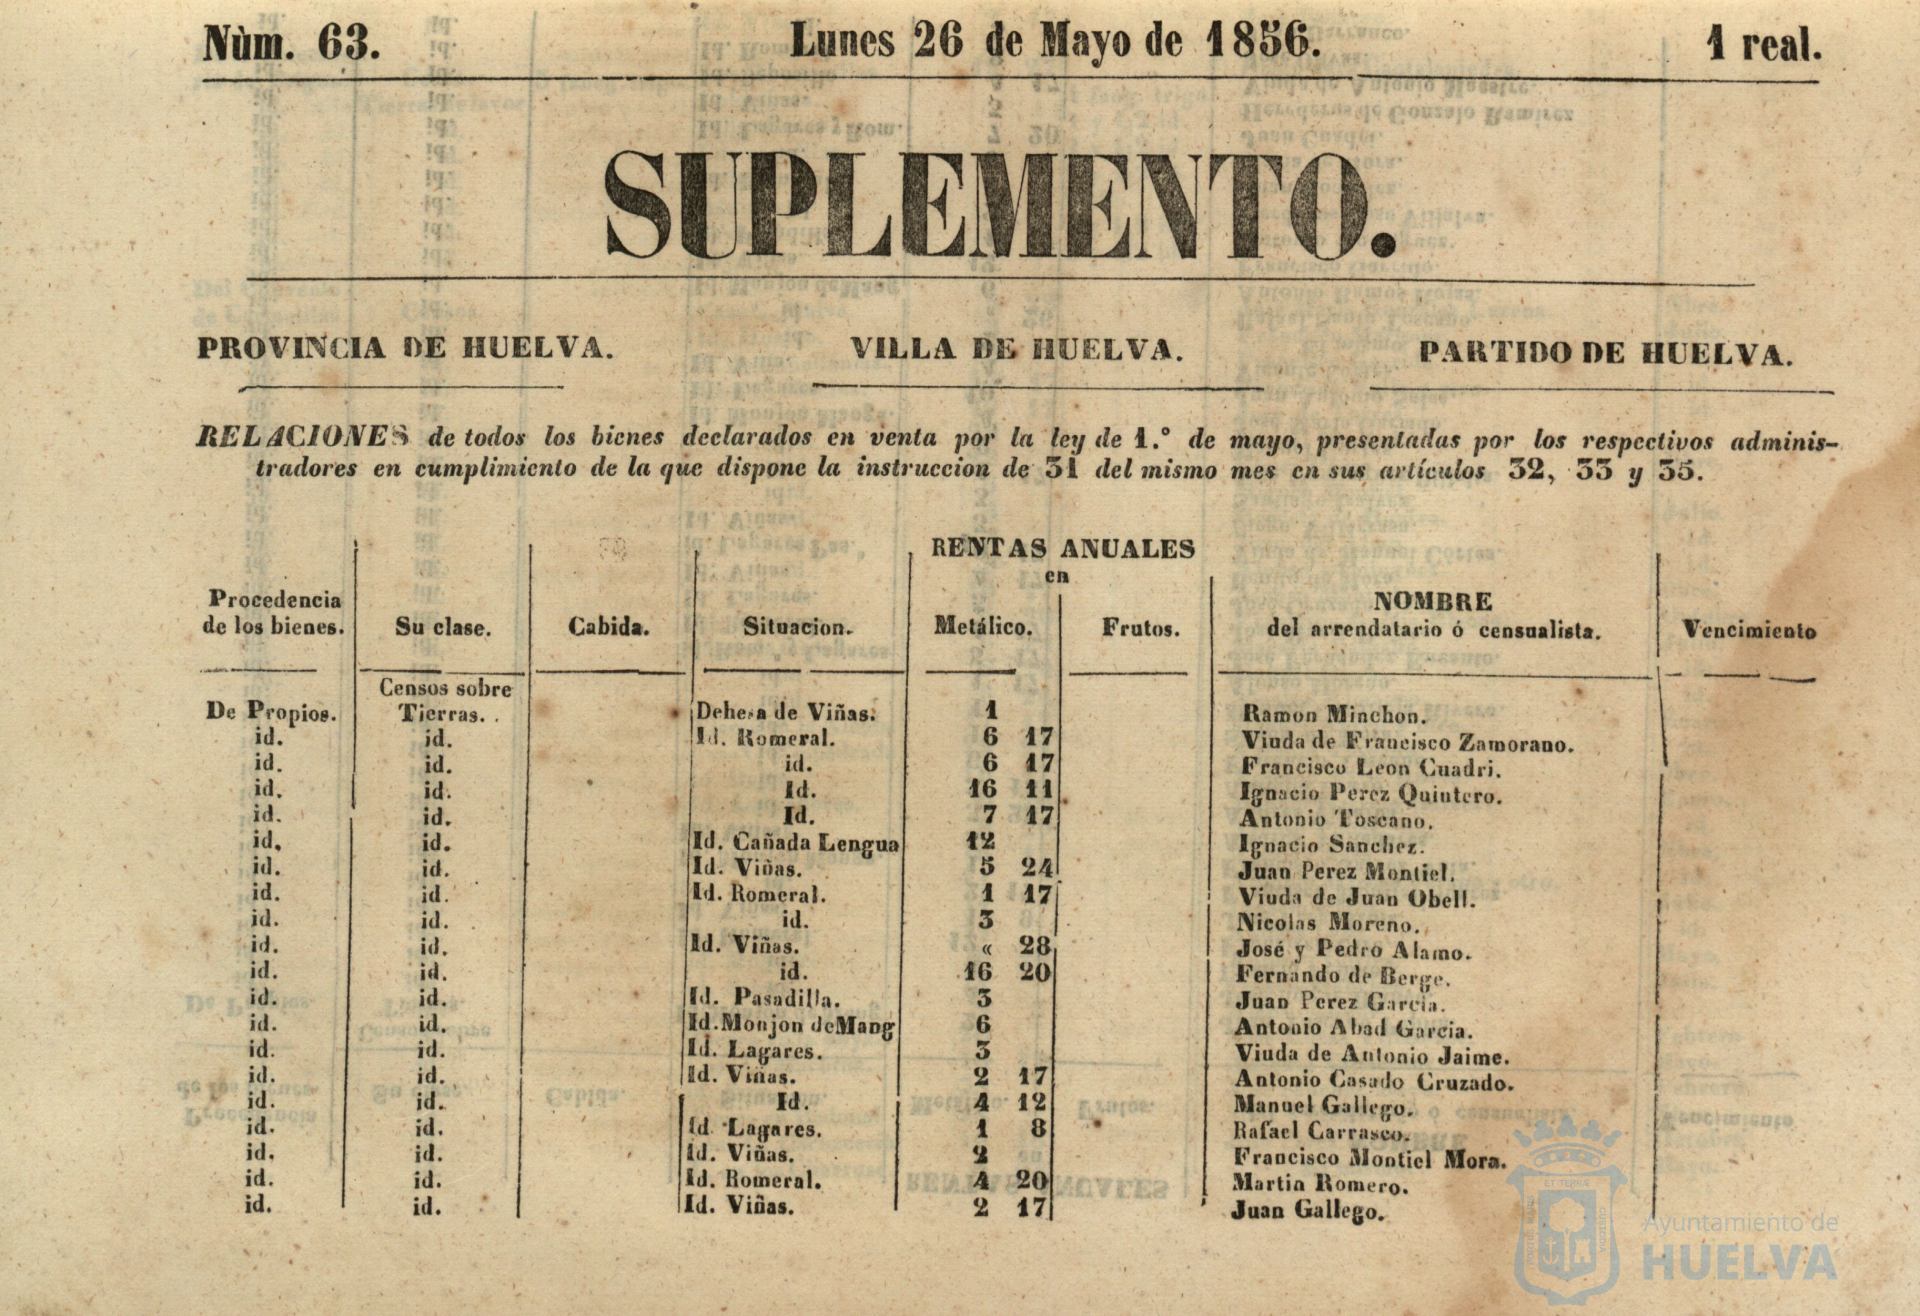 Nùm. 63. Lunes 26 de Mayo de 1856. 1 real.
SUPLEMENTO.
PROVINCIA DE HUELVA. VILLA DE HUELVA. PARTIDO DE HUELVA.
RELACIONES de todos los bienes declarados en venta por la ley de 1.º de mayo, presentadas por los respectivos adminis-
tradores en cumplimiento de la que dispone la instruccion de 31 del mismo mes en sus artículos 32, 33 y 35.
RENTAS ANUALES
en
Procedencia NOMBRE
de los bienes. Su clase. Cabida. Situacion. Metálico. Frutos. del arrendatario ó censualista. Vencimiento
Censos sobre
De Propios. Tierras. . Dehesa de Viñas. 1 Ramon Minchon.
id. id. Id. Romeral. 6 17 Viuda de Francisco Zamorano.
id. id. id. 6 17 Francisco Leon Cuadri.
id. id. Id. 16 11 Ignacio Perez Quintero.
id. id. Id. 7 17 Antonio Toscano.
id. id. Id. Cañada Lengua 12 Ignacio Sanchez.
id. id. Id. Viñas. 5 24 Juan Perez Montiel.
id. id. Id. Romeral. 1 17 Viuda de Juan Obell.
id. id. id. 3 Nicolas Moreno.
id. id. Id. Viñas. « 28 José y Pedro Alamo.
id. id. id. 16 20 Fernando de Berge.
id. id. Id. Pasadilla. 3 Juan Perez García.
id. id. Id. Monjon de Mang 6 Antonio Abad García.
id. id. Id. Lagares. 3 Viuda de Antonio Jaime.
id. id. Id. Viñas. 2 17 Antonio Casado Cruzado.
id. id. Id. 4 12 Manuel Gallego.
id. id. Id. Lagares. 1 8 Rafael Carrasco.
id. id. Id. Viñas. 2 Francisco Montiel Mora.
id. id. Id. Romeral. 4 20 Martin Romero.
id. id. Id. Viñas. 2 17 Juan Gallego.
Ayuntamiento de
HUELVA